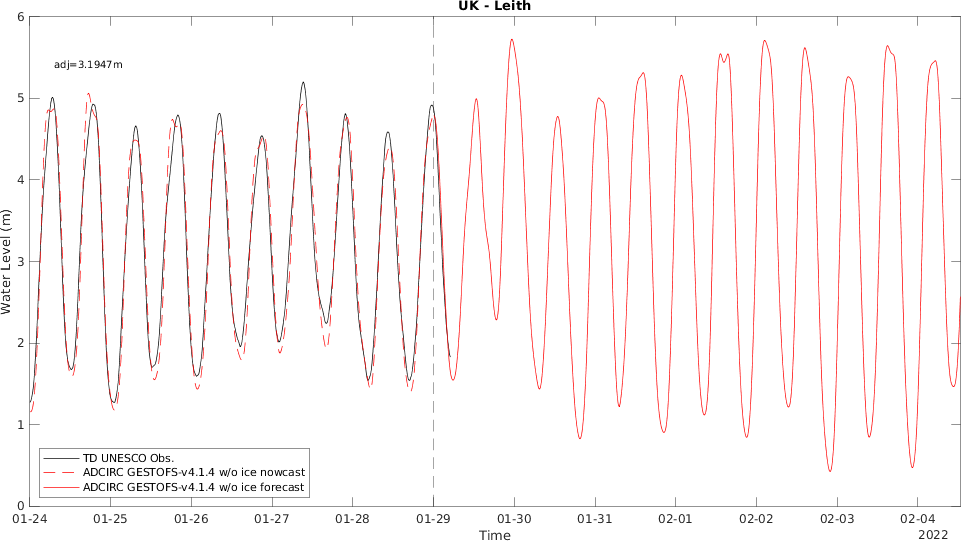 UK - Leith
6
adj=3.1947m
5
4
3
2
1
0
Water Level (m)
TD UNESCO Obs.
ADCIRC GESTOFS-v4.1.4 w/o ice nowcast
ADCIRC GESTOFS-v4.1.4 w/o ice forecast
01-24 01-25 01-26 01-27 01-28 01-29 01-30 01-31 02-01 02-02 02-03 02-04
Time
2022